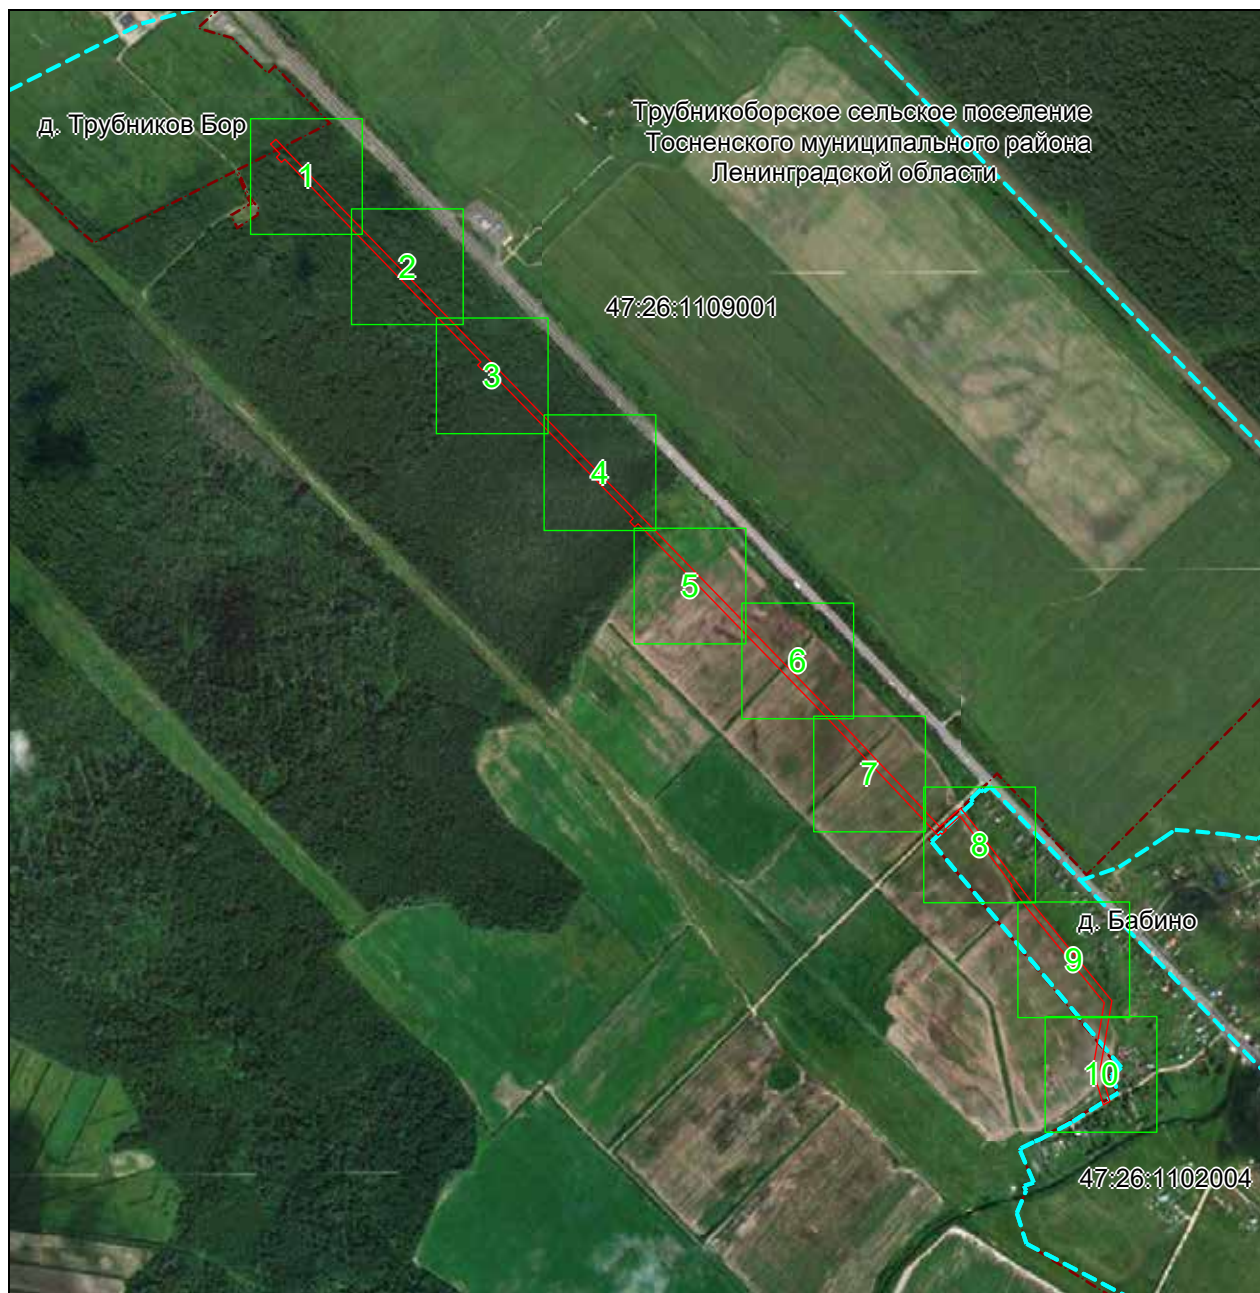 Трубникоборское сельское поселение
Тосненского муниципального района
Ленинградской области
д. Трубников Бор
1
2
47:26:1109001
3
4
5
6
7
8
д. Бабино
9
10
47:26:1102004